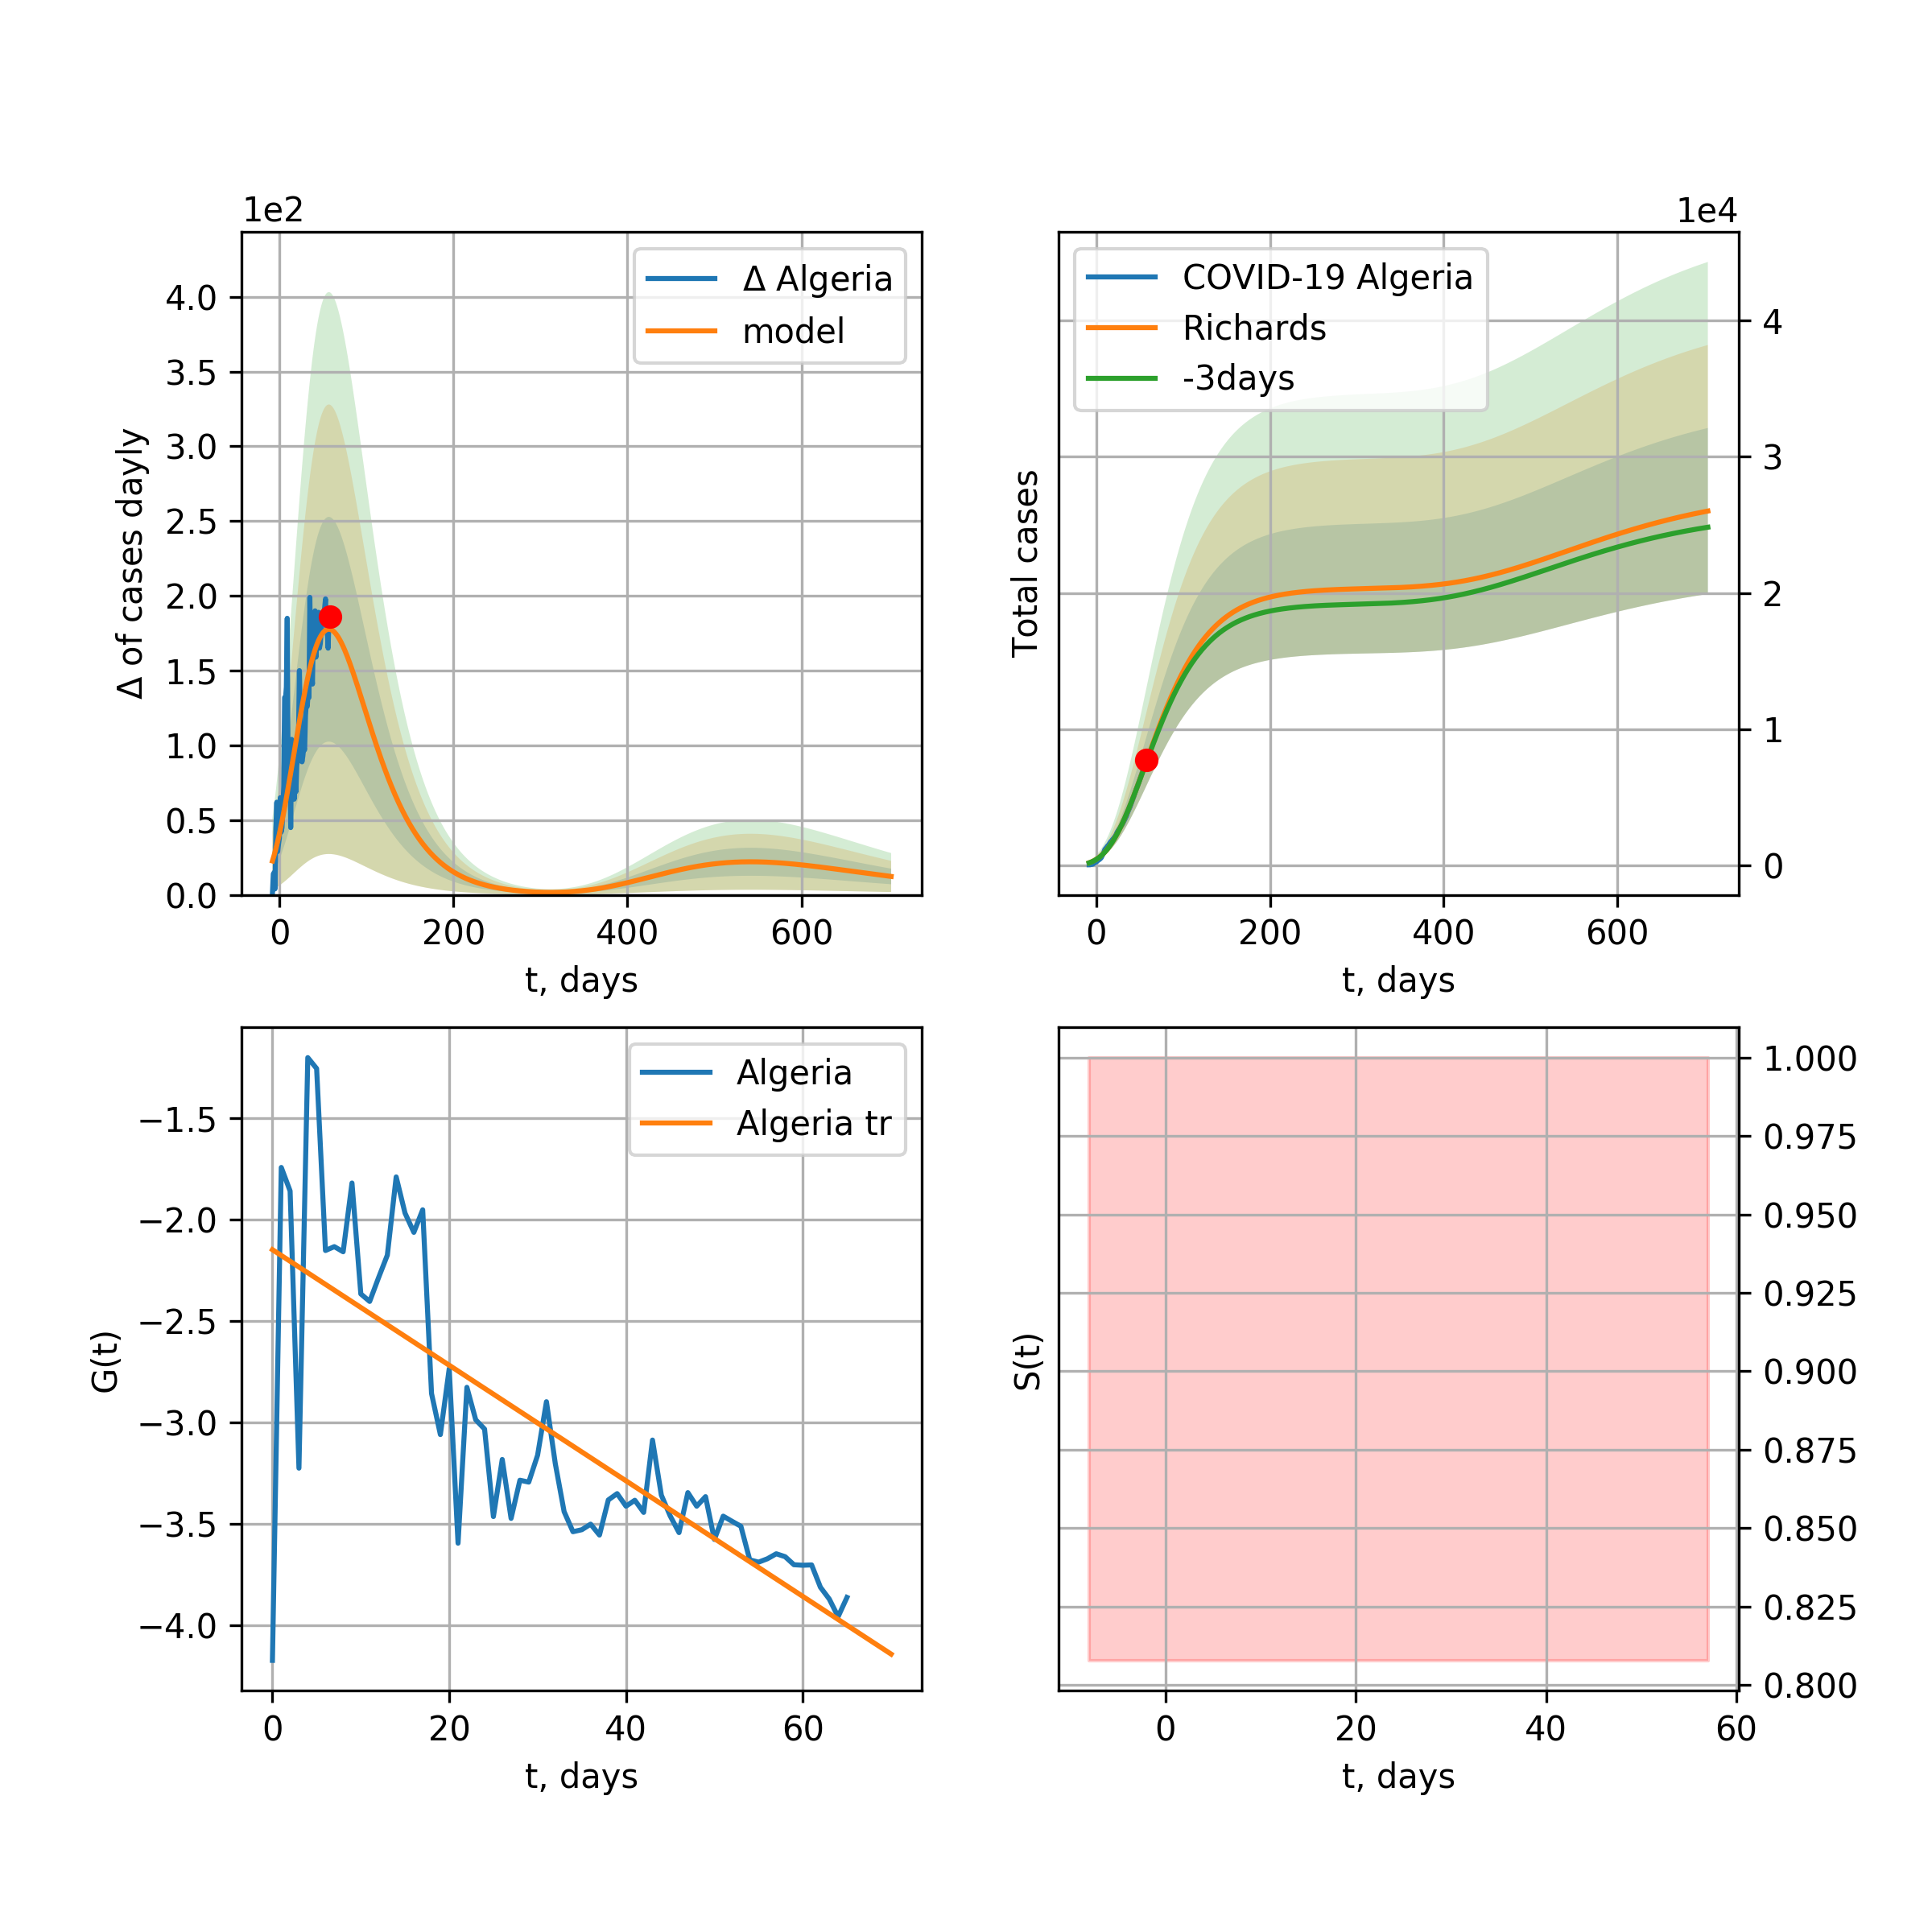 1e2
Δ of cases dayly
4.0
3.5
3.0
2.5
2.0
1.5
1.0
0.5
0.0
Δ Algeria
model
0 200 400 600
t, days
1e4
Total cases
COVID-19 Algeria
Richards
-3days
4
3
2
1
0
0 200 400 600
t, days
G(t)
−1.5
−2.0
−2.5
−3.0
−3.5
−4.0
Algeria
Algeria tr
0 20 40 60
t, days
S(t)
1.000
0.975
0.950
0.925
0.900
0.875
0.850
0.825
0.800
0 20 40 60
t, days